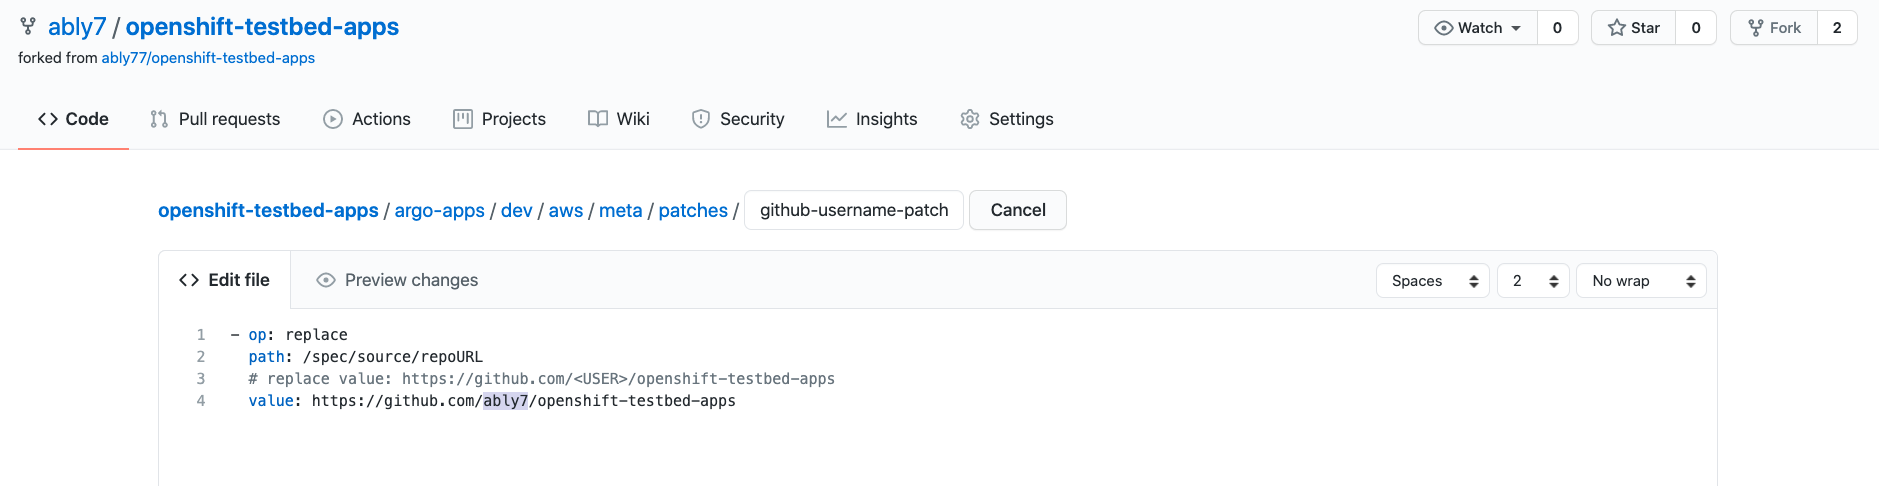 ably7 / openshift-testbed-apps
Watch 0 Star 0 Fork 2
forked from ably77/openshift-testbed-apps
Code Pull requests Actions Projects Wiki Security Insights Settings
openshift-testbed-apps / argo-apps / dev / aws / meta / patches / github-username-patch Cancel
Edit file Preview changes Spaces 2 No wrap
1 - op: replace
2 path: /spec/source/repoURL
3 # replace value: https://github.com/<USER>/openshift-testbed-apps
4 value: https://github.com/ably7/openshift-testbed-apps